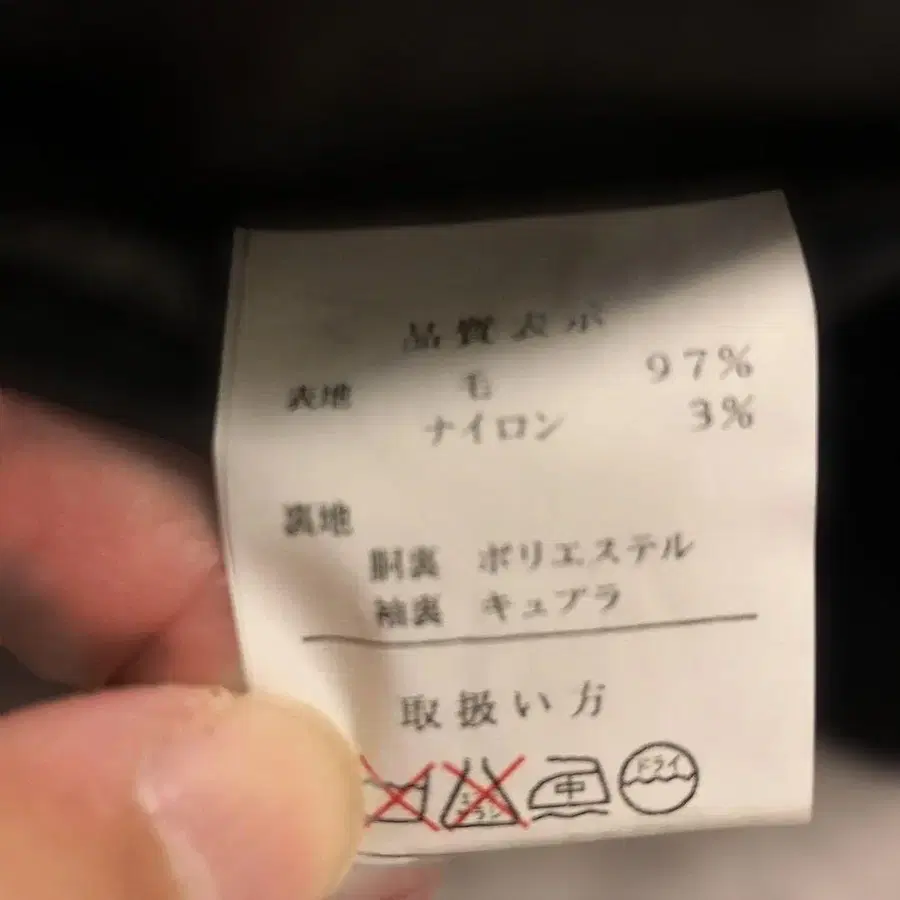 品質表示
表地 毛 97%
ナイロン 3%
裏地
胴裏 ポリエステル
袖裏 キュプラ
取扱い方
中 ドライ